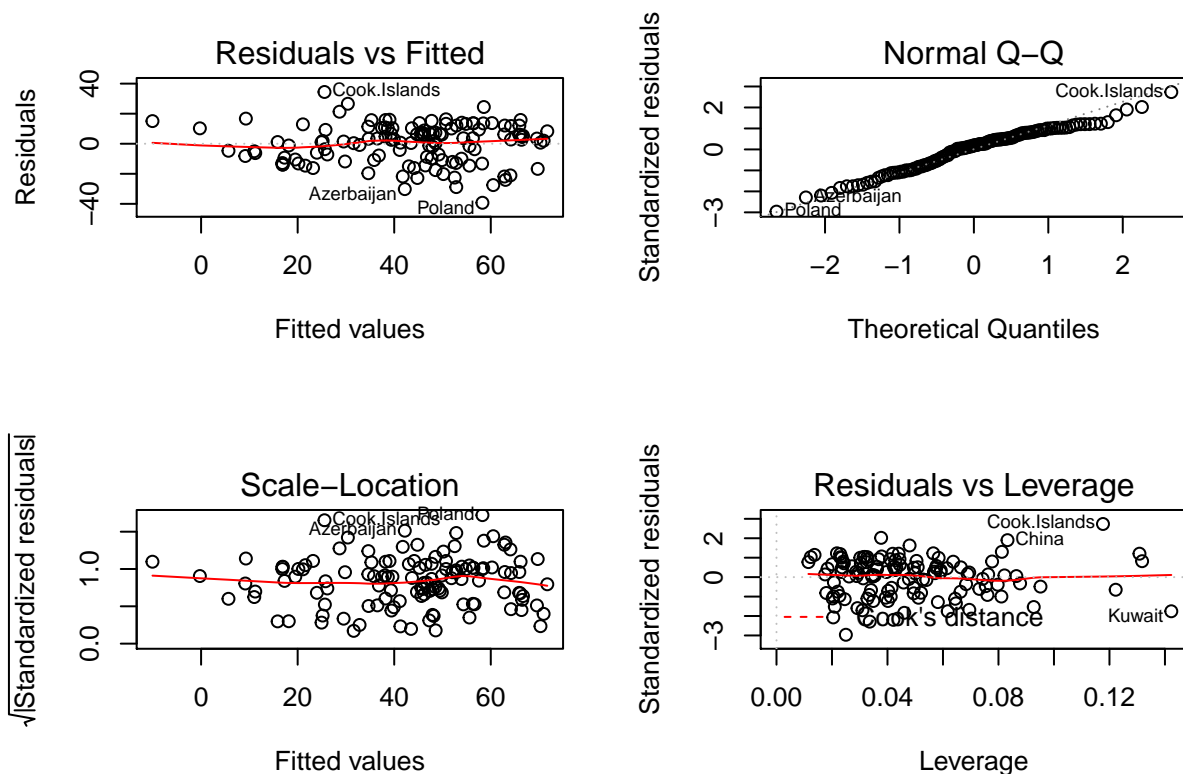 Residuals vs Fitted
Residuals
40
0
−40
Cook.Islands
Azerbaijan
Poland
0 20 40 60
Fitted values
Normal Q−Q
Standardized residuals
2
0
−3
Cook.Islands
Azerbaijan
Poland
−2 −1 0 1 2
Theoretical Quantiles
Scale−Location
√|Standardized residuals|
1.0
0.0
Poland
Cook.Islands
Azerbaijan
0 20 40 60
Fitted values
Residuals vs Leverage
Standardized residuals
2
0
−3
Cook.Islands
China
Kuwait
Cook's distance
0.00 0.04 0.08 0.12
Leverage